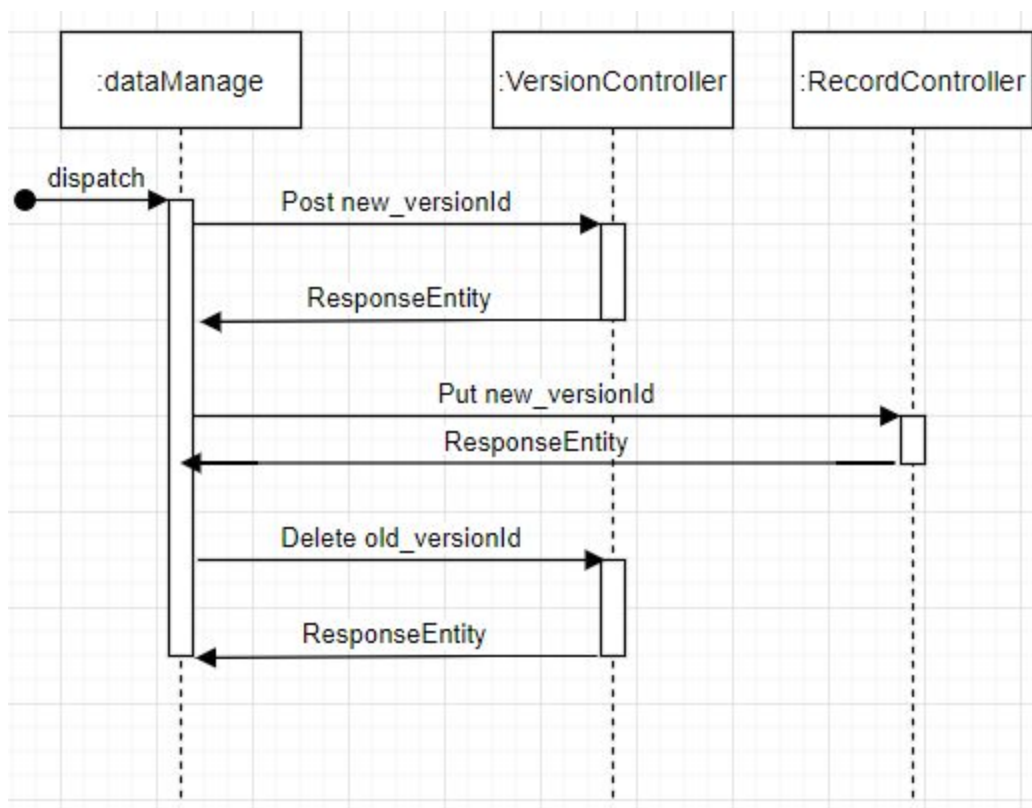 :dataManage
:VersionController
:RecordController
dispatch
Post new_versionId
ResponseEntity
Put new_versionId
ResponseEntity
Delete old_versionId
ResponseEntity